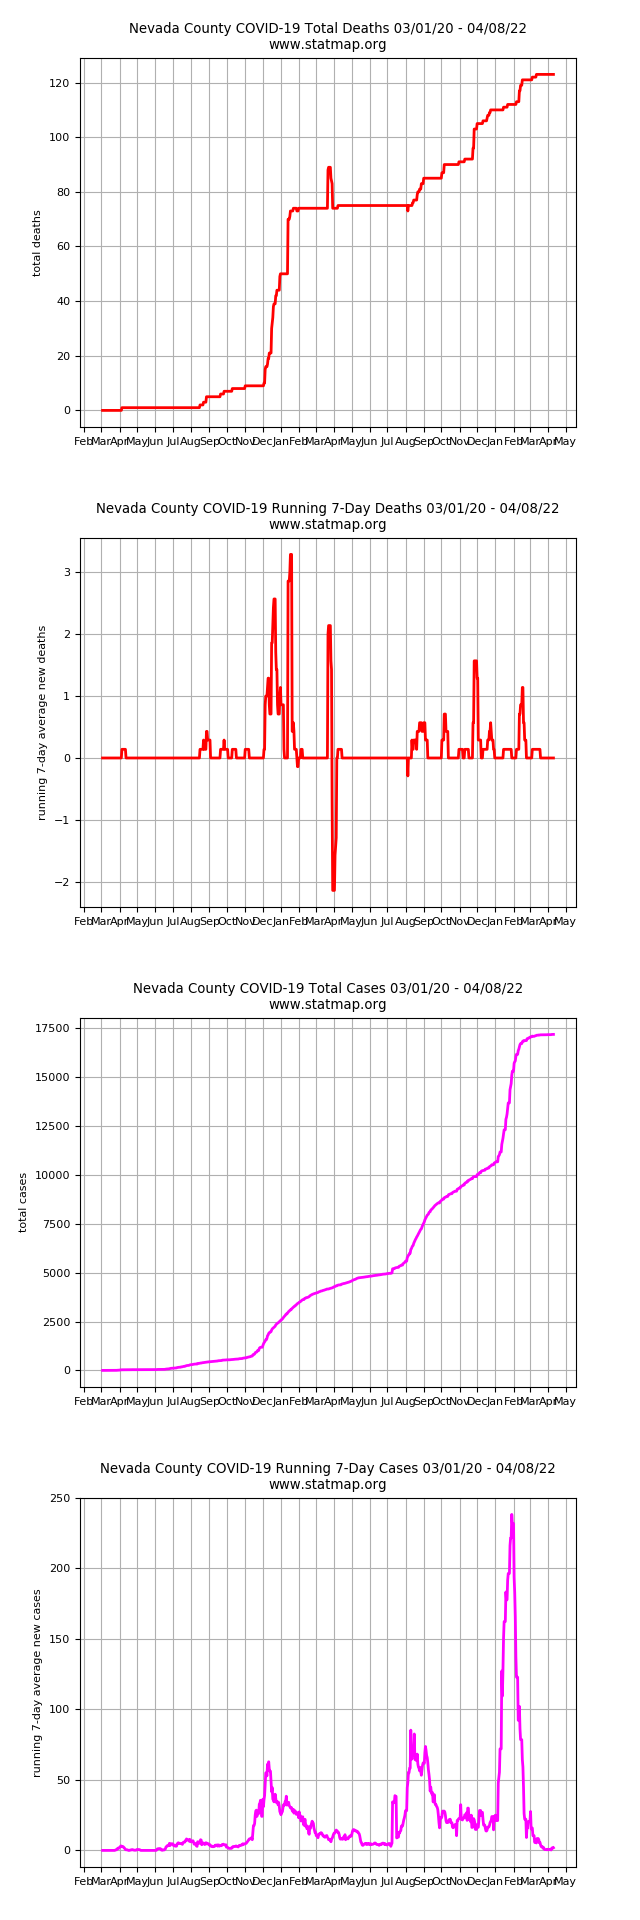 Nevada County COVID-19 Total Deaths 03/01/20 - 04/08/22
www.statmap.org
120
100
80
60
40
20
0
total deaths
Feb Mar Apr May Jun Jul Aug Sep Oct Nov Dec Jan Feb Mar Apr May Jun Jul Aug Sep Oct Nov Dec Jan Feb Mar Apr May
Nevada County COVID-19 Running 7-Day Deaths 03/01/20 - 04/08/22
www.statmap.org
3
2
1
0
−1
−2
running 7-day average new deaths
Feb Mar Apr May Jun Jul Aug Sep Oct Nov Dec Jan Feb Mar Apr May Jun Jul Aug Sep Oct Nov Dec Jan Feb Mar Apr May
Nevada County COVID-19 Total Cases 03/01/20 - 04/08/22
www.statmap.org
17500
15000
12500
10000
7500
5000
2500
0
total cases
Feb Mar Apr May Jun Jul Aug Sep Oct Nov Dec Jan Feb Mar Apr May Jun Jul Aug Sep Oct Nov Dec Jan Feb Mar Apr May
Nevada County COVID-19 Running 7-Day Cases 03/01/20 - 04/08/22
www.statmap.org
250
200
150
100
50
0
running 7-day average new cases
Feb Mar Apr May Jun Jul Aug Sep Oct Nov Dec Jan Feb Mar Apr May Jun Jul Aug Sep Oct Nov Dec Jan Feb Mar Apr May